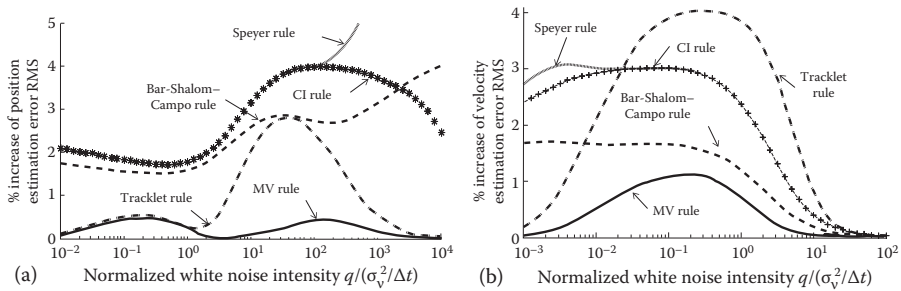 % increase of position
estimation error RMS
5
4
3
2
1
0
Speyer rule
CI rule
Bar-Shalom–
Campo rule
Tracklet rule
MV rule
10⁻² 10⁻¹ 10⁰ 10¹ 10² 10³ 10⁴
(a) Normalized white noise intensity q/(σᵥ²/Δt)
% increase of velocity
estimation error RMS
4
3
2
1
0
Speyer rule
CI rule
Tracklet
rule
Bar-Shalom–
Campo rule
MV rule
10⁻³ 10⁻² 10⁻¹ 10⁰ 10¹ 10²
(b) Normalized white noise intensity q/(σᵥ²/Δt)